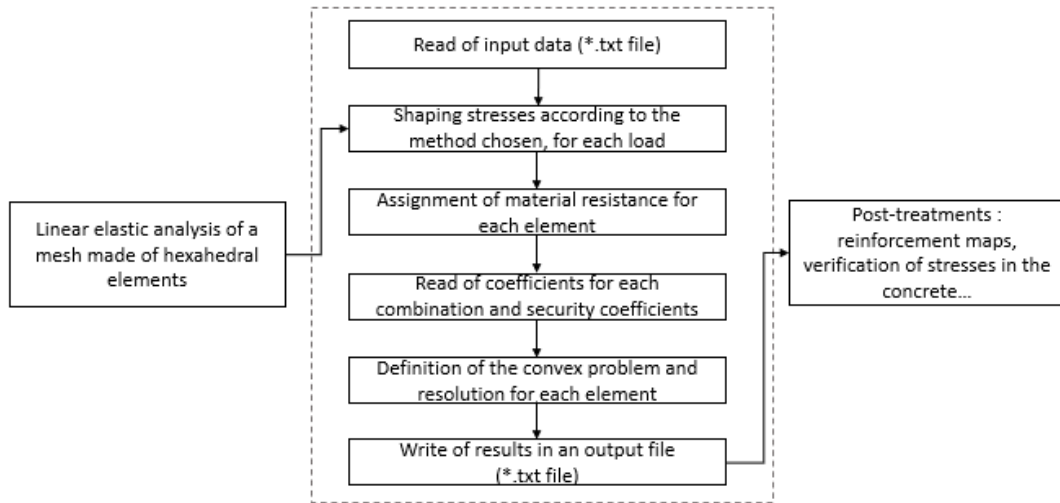 Read of input data (*.txt file)
Shaping stresses according to the
method chosen, for each load
Assignment of material resistance for
each element
Linear elastic analysis of a
mesh made of hexahedral
elements
Post-treatments :
reinforcement maps,
verification of stresses in the
concrete...
Read of coefficients for each
combination and security coefficients
Definition of the convex problem and
resolution for each element
Write of results in an output file
(*.txt file)